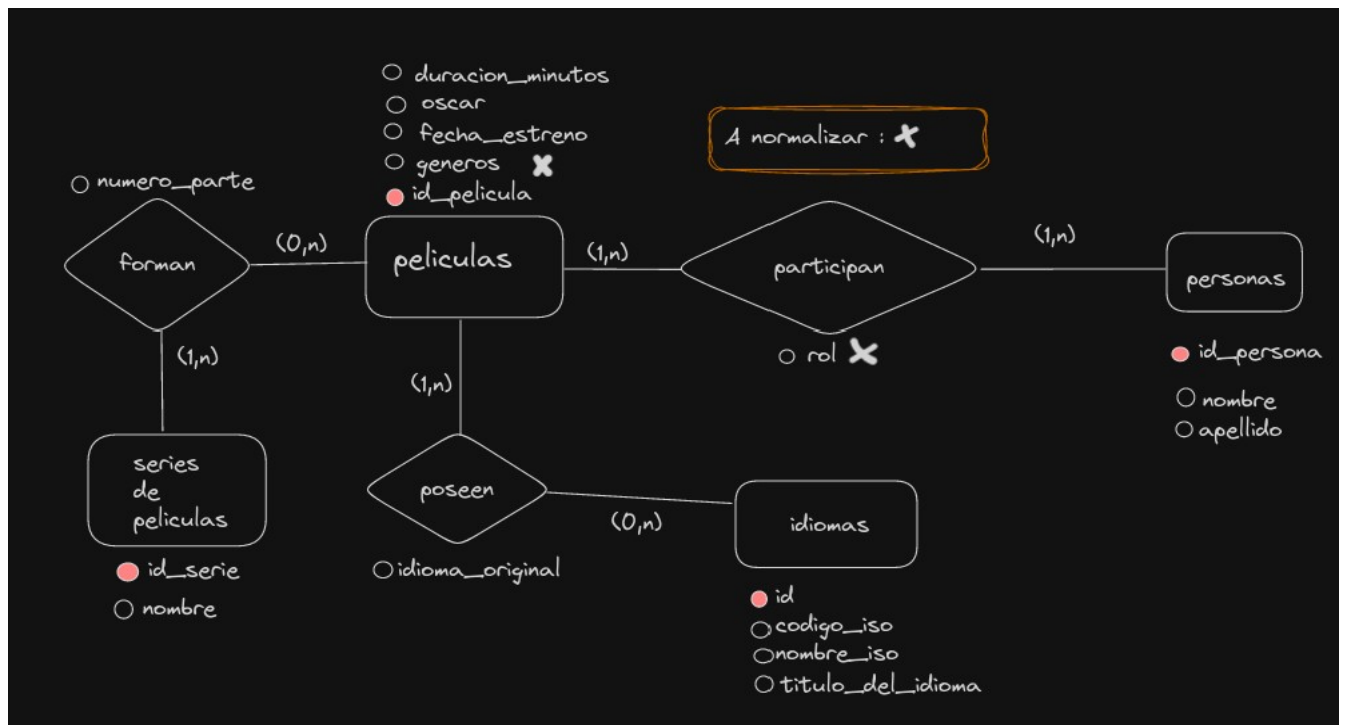 duracion_minutos
oscar
fecha_estreno
generos
id_pelicula
A normalizar :
numero_parte
forman
(0,n)
peliculas
(1,n)
participan
(1,n)
personas
rol
id_persona
nombre
apellido
(1,n)
(1,n)
series
de
peliculas
poseen
(0,n)
idiomas
id_serie
nombre
idioma_original
id
codigo_iso
nombre_iso
titulo_del_idioma